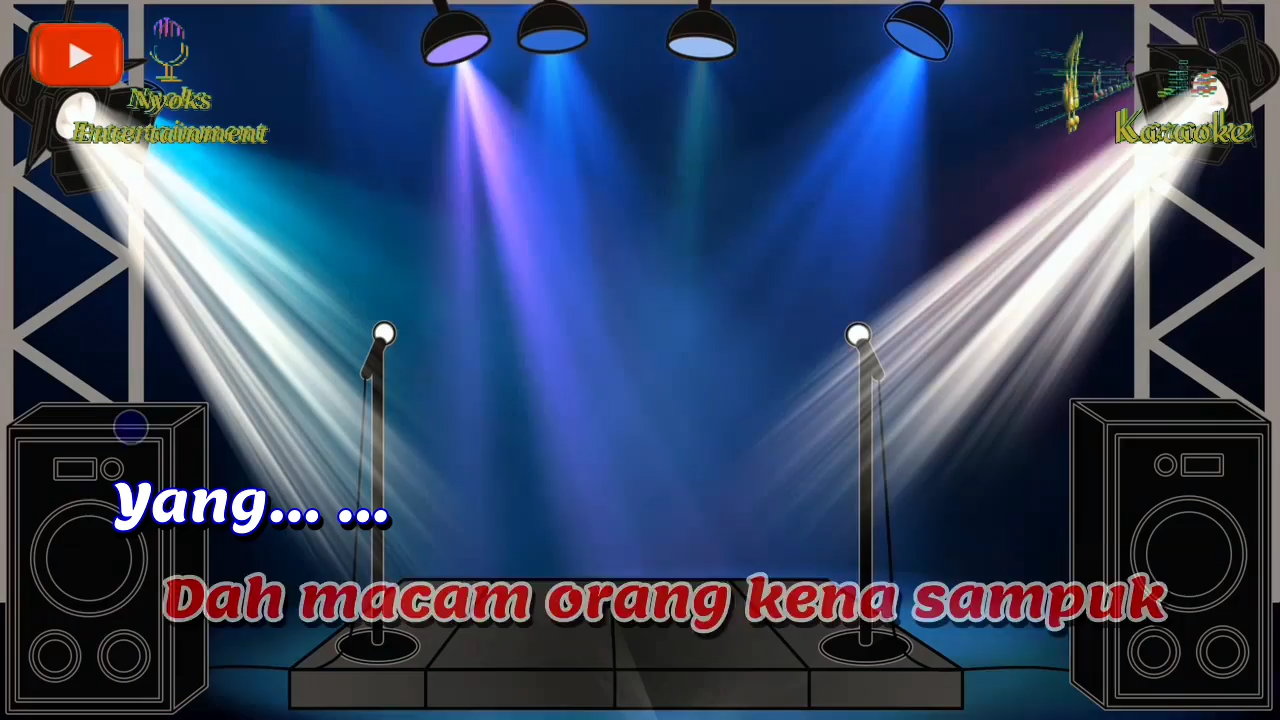 Nyoks
Entertainment
Karaoke
Yang... ...
Dah macam orang kena sampuk